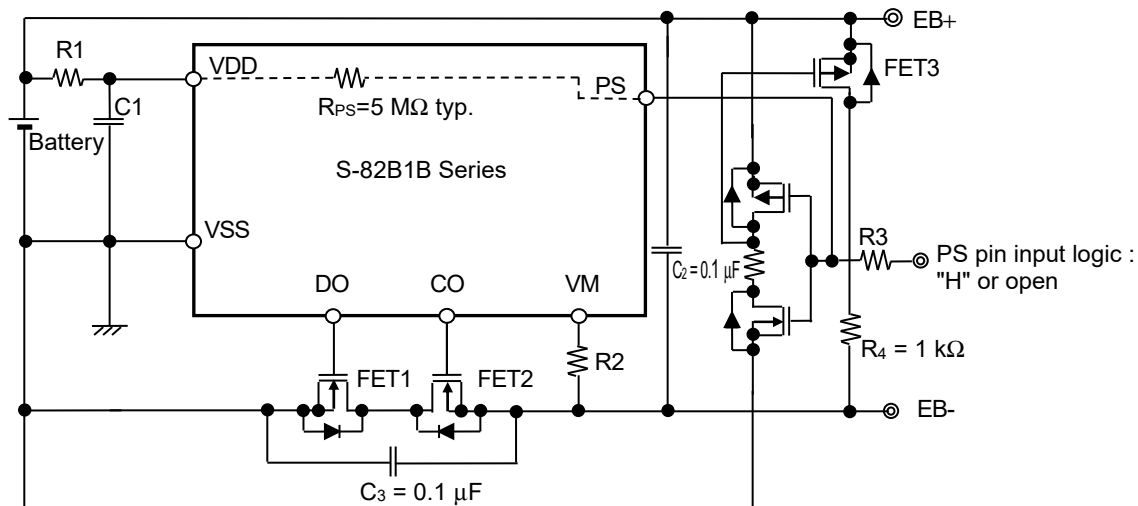 EB+
R1
VDD
PS
FET3
C1
RPS=5 MΩ typ.
Battery
S-82B1B Series
VSS
R3
PS pin input logic :
"H" or open
C2 = 0.1 µF
DO
CO
VM
R2
R4 = 1 kΩ
FET1
FET2
EB-
C3 = 0.1 µF